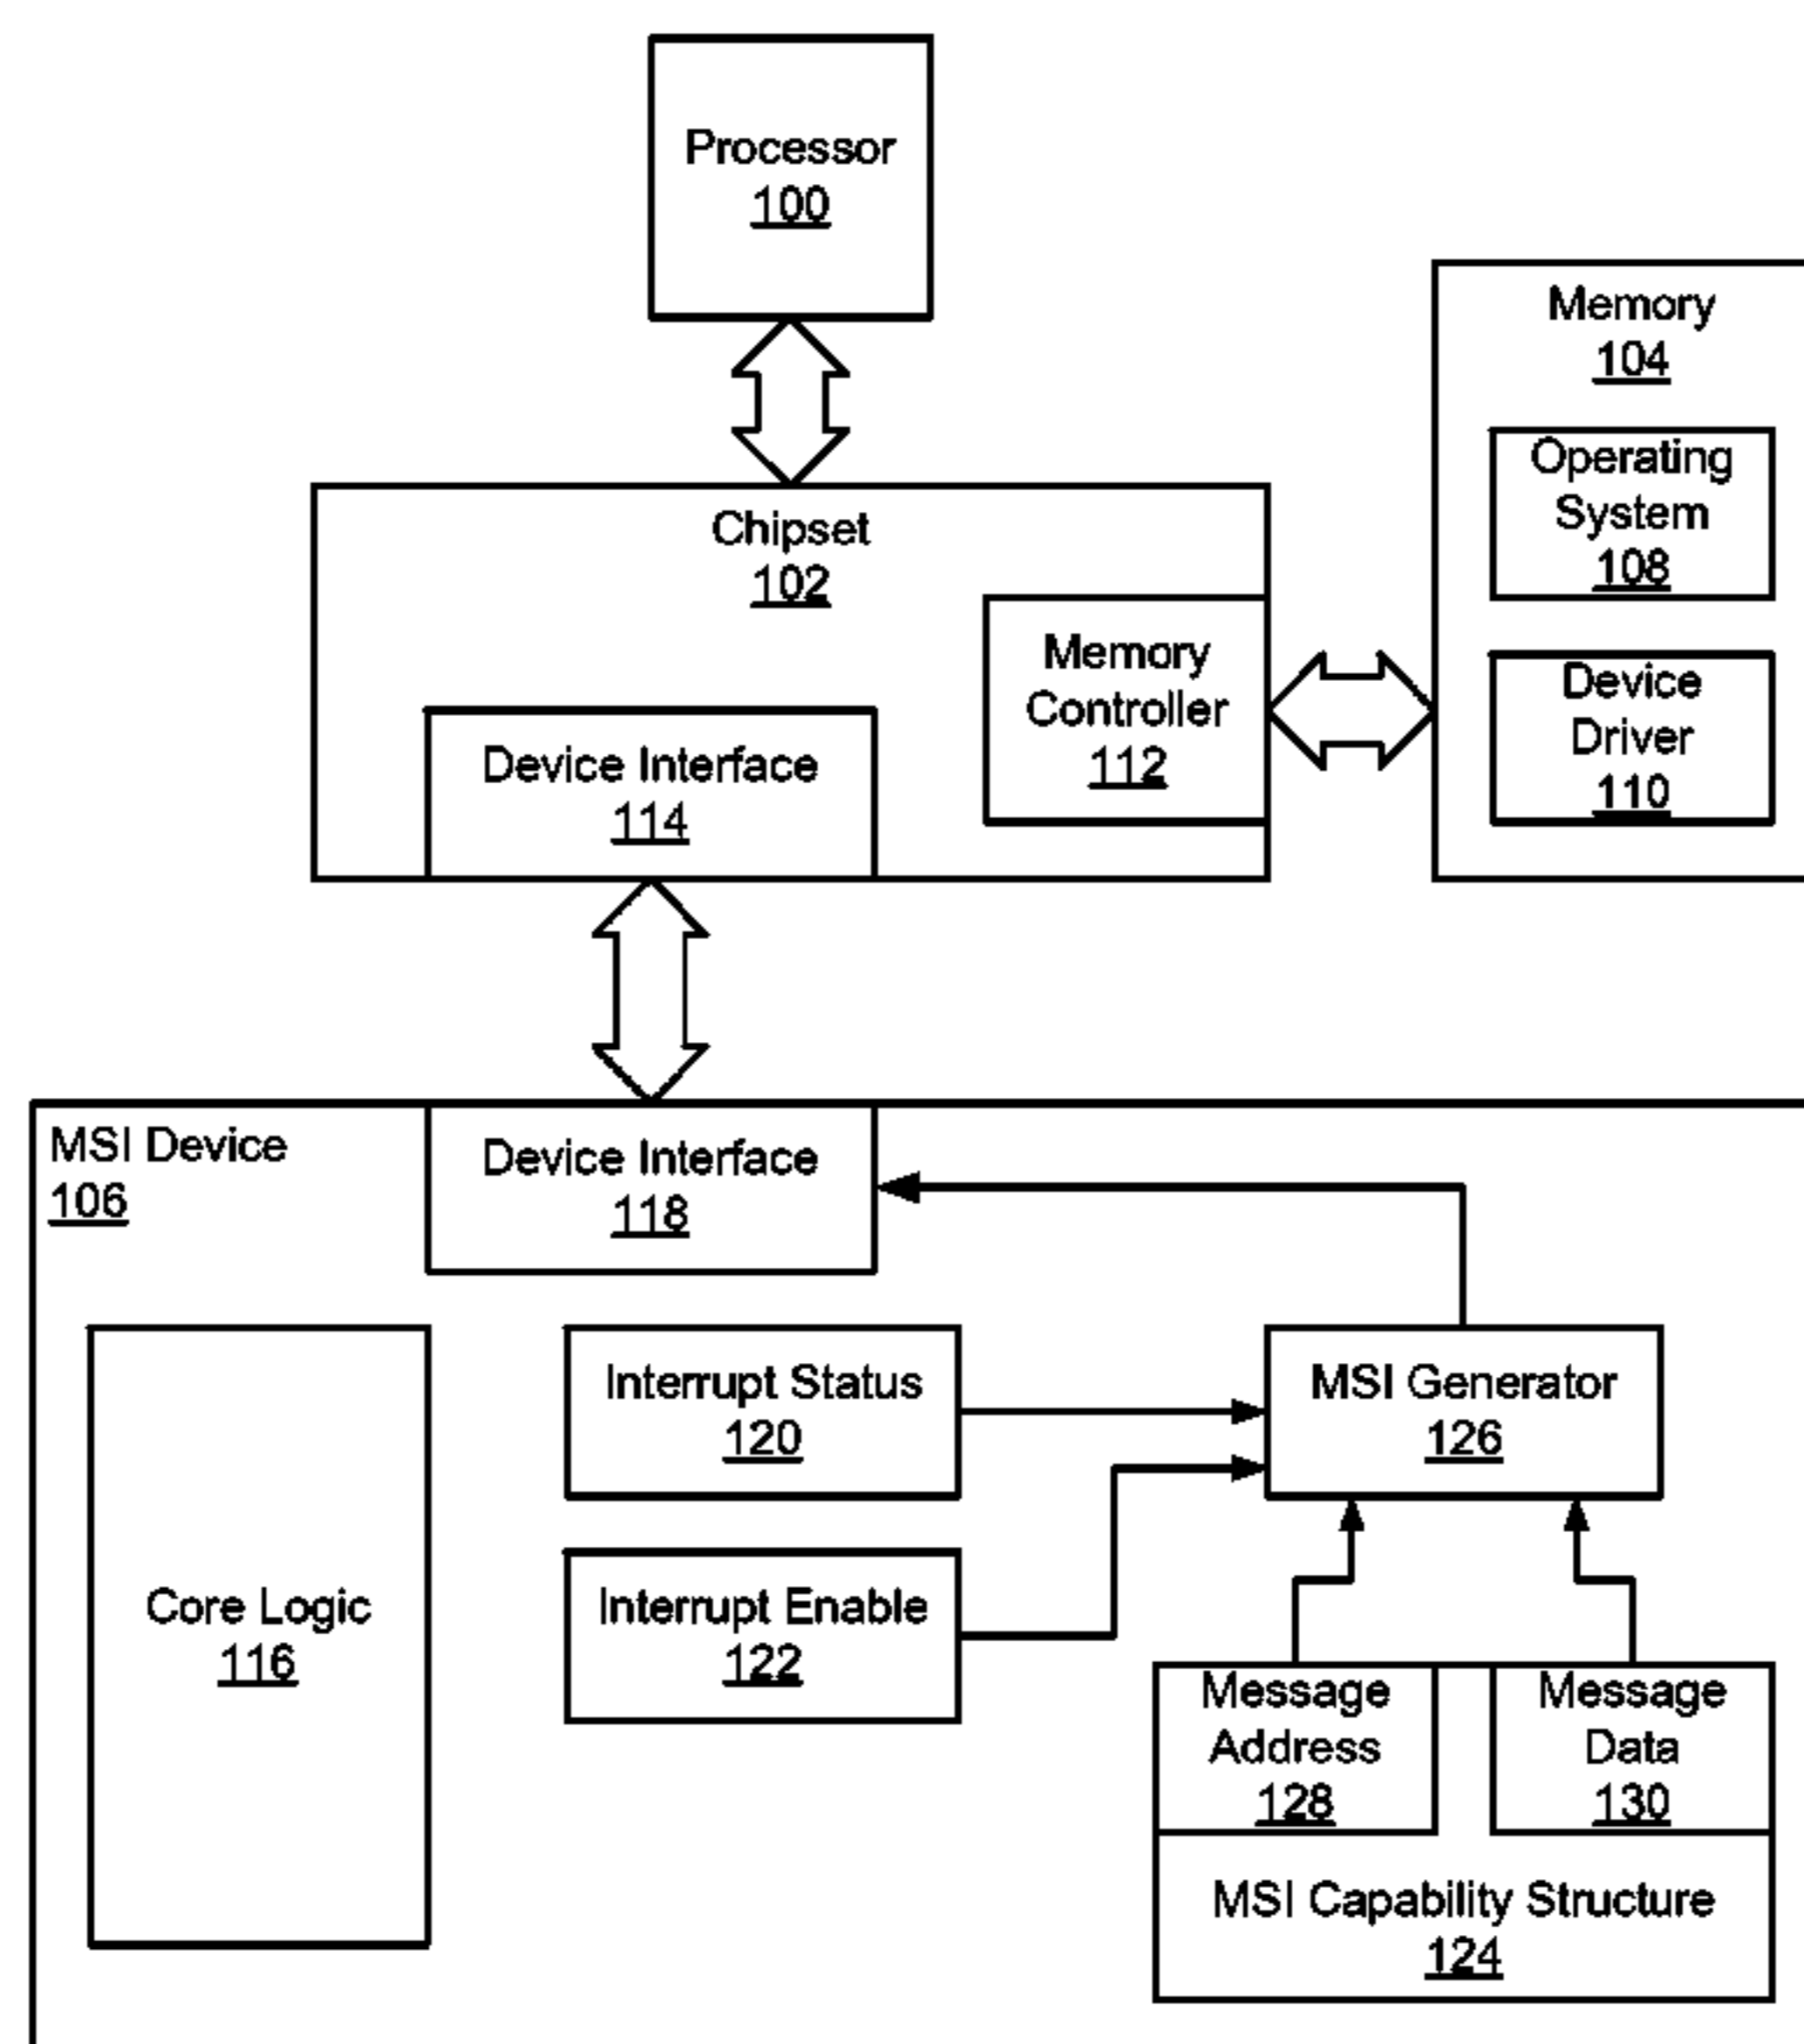 Processor
100
Memory
104
Operating
System
108
Device
Driver
110
Chipset
102
Memory
Controller
112
Device Interface
114
MSI Device
106
Device Interface
118
Interrupt Status
120
MSI Generator
126
Core Logic
116
Interrupt Enable
122
Message
Address
128
Message
Data
130
MSI Capability Structure
124